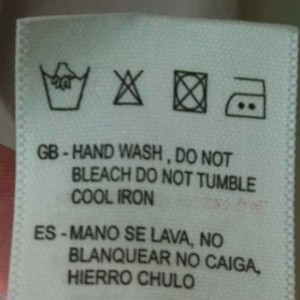 GB - HAND WASH , DO NOT
BLEACH DO NOT TUMBLE
COOL IRON
ES - MANO SE LAVA, NO
BLANQUEAR NO CAIGA,
HIERRO CHULO